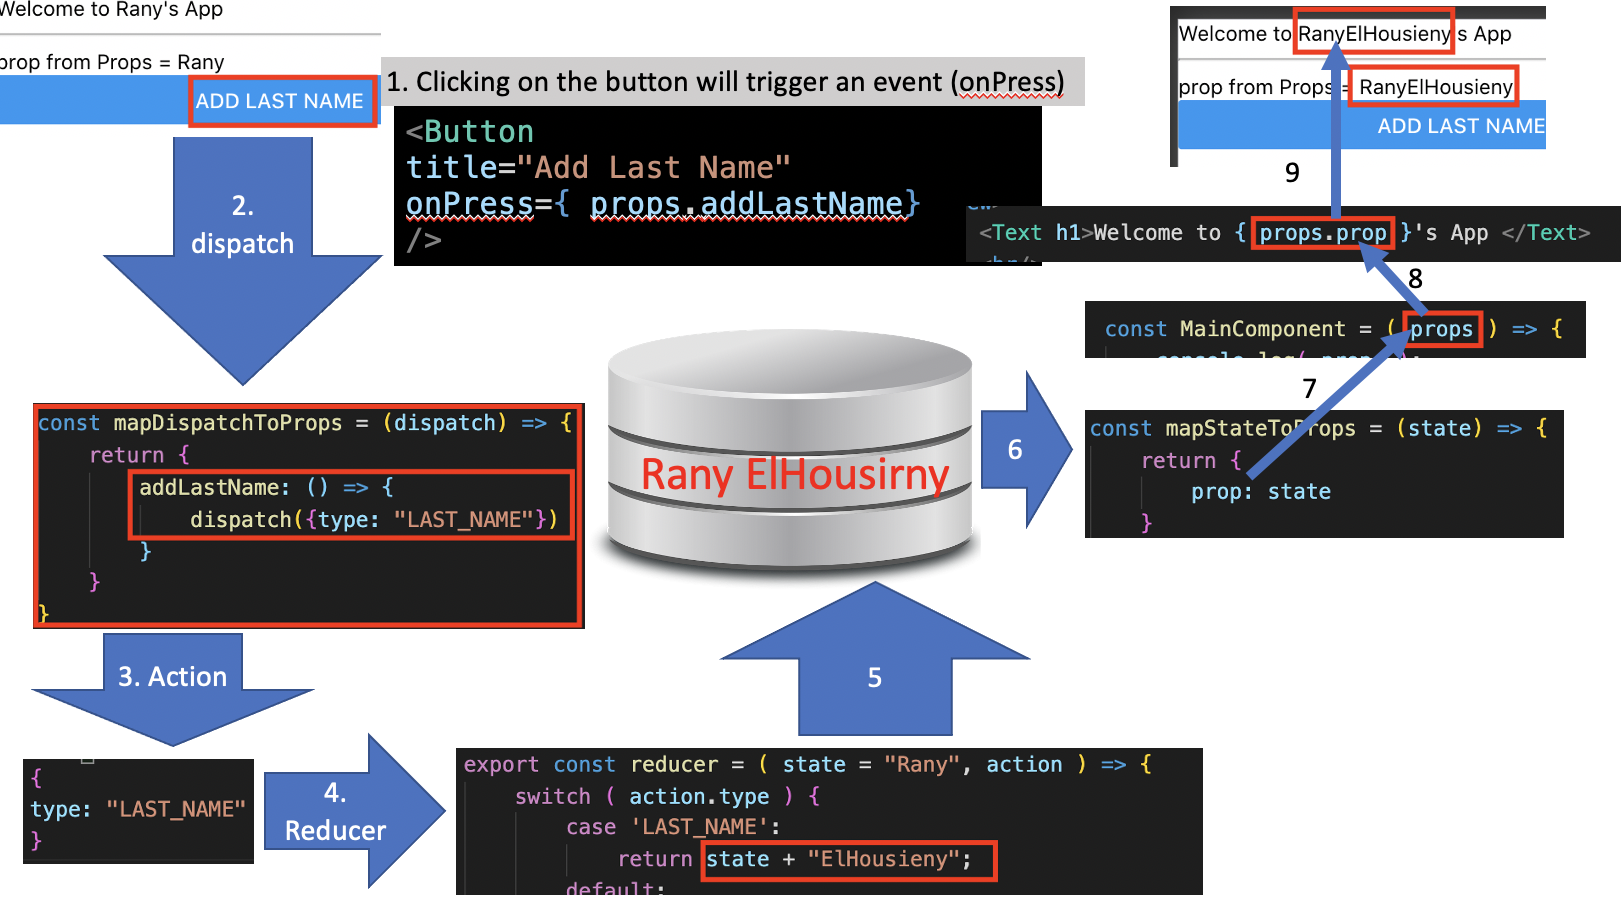 Welcome to Rany's App
prop from Props = Rany
ADD LAST NAME
1. Clicking on the button will trigger an event (onPress)
<Button
title="Add Last Name"
onPress={ props.addLastName}
/>
2.
dispatch
const mapDispatchToProps = (dispatch) => {
return {
addLastName: () => {
dispatch({type: "LAST_NAME"})
}
}
}
3. Action
{
type: "LAST_NAME"
}
4.
Reducer
export const reducer = ( state = "Rany", action ) => {
switch ( action.type ) {
case 'LAST_NAME':
return state + "ElHousieny";
default:
5
Rany ElHousirny
6
const mapStateToProps = (state) => {
return {
prop: state
}
7
const MainComponent = ( props ) => {
console.log( props );
8
<Text h1>Welcome to { props.prop }'s App </Text>
9
Welcome to RanyElHousieny's App
prop from Props = RanyElHousieny
ADD LAST NAME